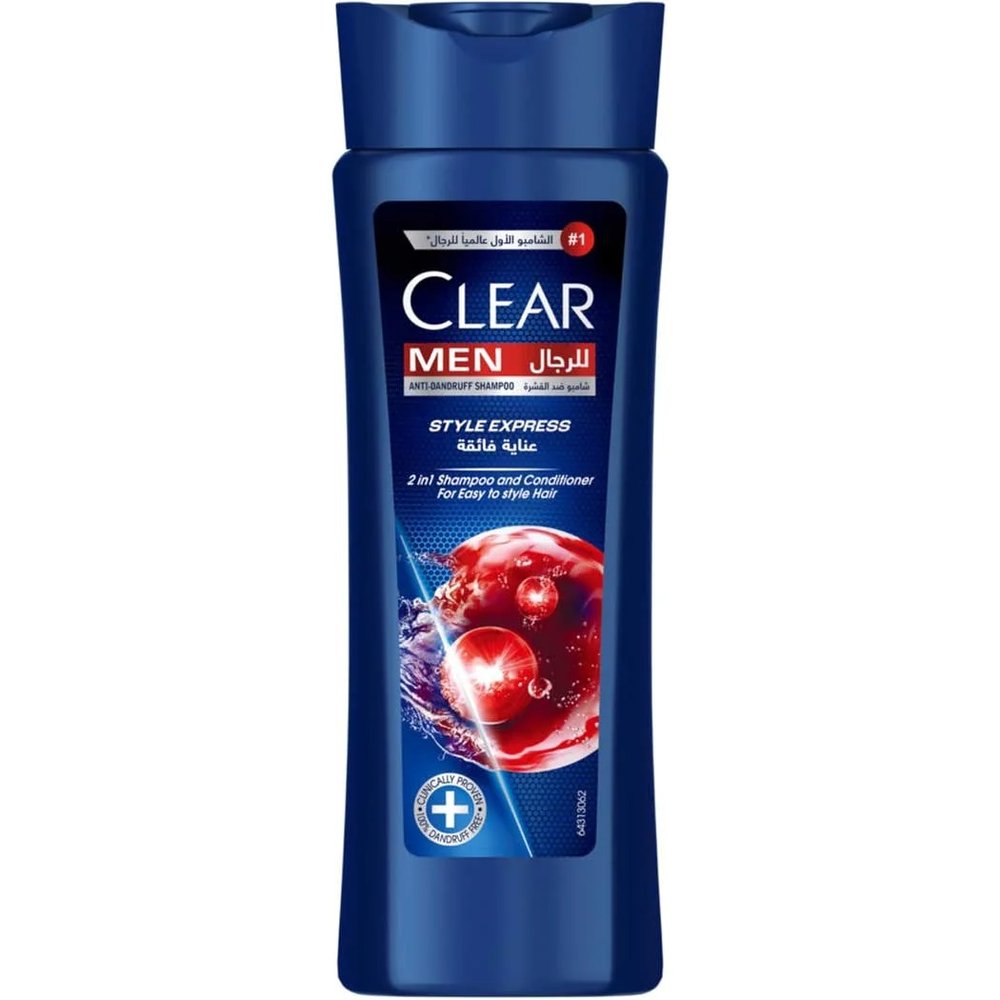 #1 الشامبو الأول عالمياً للرجال*
CLEAR
MEN للرجال
ANTI-DANDRUFF SHAMPOO شامبو ضد القشرة
STYLE EXPRESS
عناية فائقة
2 in1 Shampoo and Conditioner
For Easy to style Hair
CLINICALLY PROVEN
100% DANDRUFF FREE*
64313062